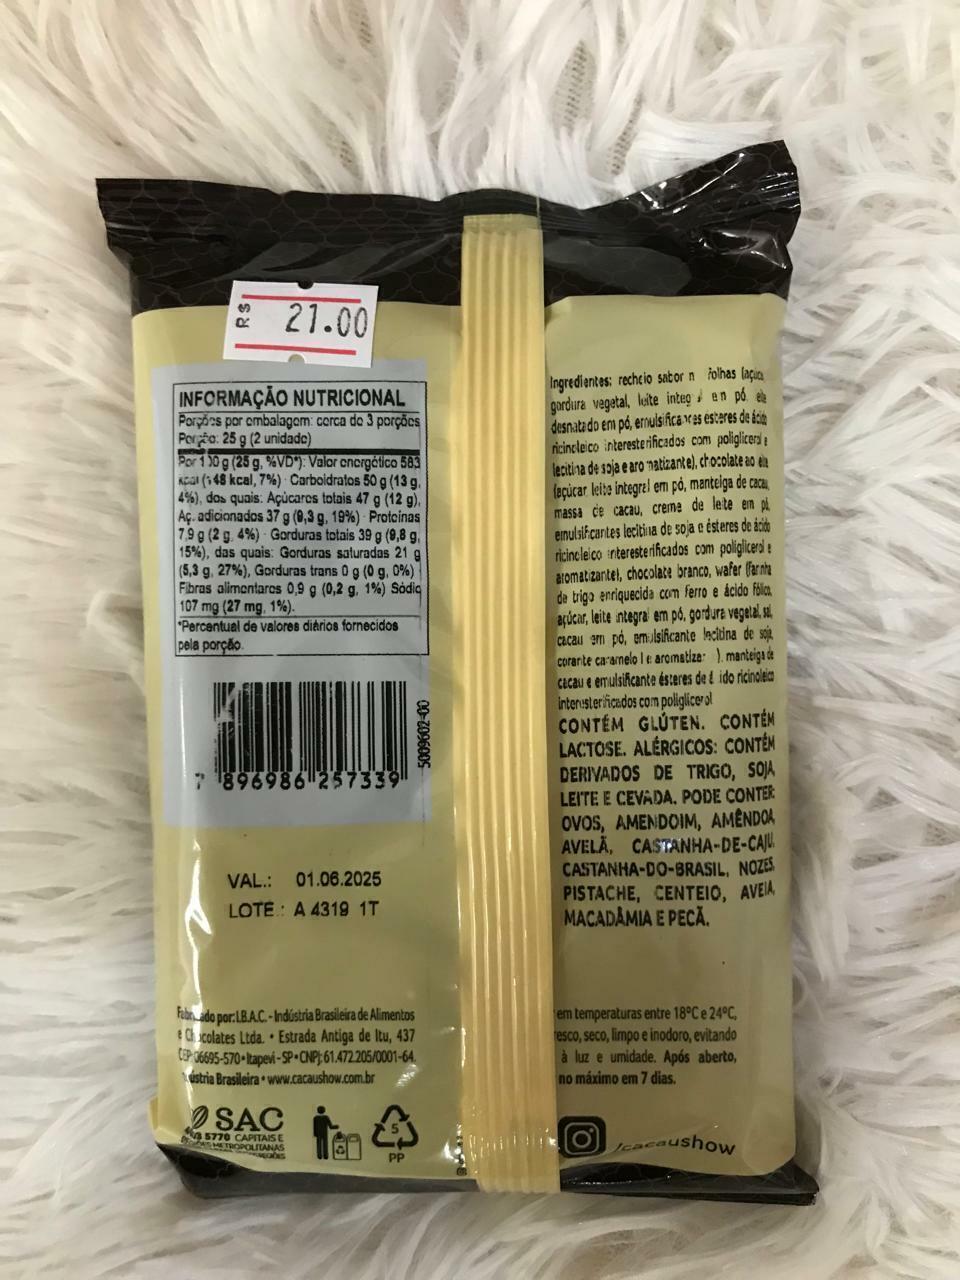 R$ 21.00
INFORMAÇÃO NUTRICIONAL
Porções por embalagem: cerca de 3 porções
Porção: 25 g (2 unidade)
Por 100 g (25 g, %VD*): Valor energético 583
kcal (148 kcal, 7%) · Carboidratos 50 g (13 g,
4%), dos quais: Açúcares totais 47 g (12 g),
Aç. adicionados 37 g (9,3 g, 19%) · Proteínas
7,9 g (2 g, 4%) · Gorduras totais 39 g (9,8 g,
15%), das quais: Gorduras saturadas 21 g
(5,3 g, 27%), Gorduras trans 0 g (0 g, 0%)
Fibras alimentares 0,9 g (0,2 g, 1%) Sódio
107 mg (27 mg, 1%).
*Percentual de valores diários fornecidos
pela porção.
7 896986 257339
5009602-00
VAL.: 01.06.2025
LOTE.: A 4319 1T
Fabricado por: I.B.A.C. - Indústria Brasileira de Alimentos
e Chocolates Ltda. • Estrada Antiga de Itu, 437
CEP: 06695-570 • Itapevi - SP • CNPJ: 61.472.205/0001-64.
Indústria Brasileira • www.cacaushow.com.br
SAC
5770 CAPITAIS E
REGIÕES METROPOLITANAS
5
PP
Ingredientes: recheio sabor folhas (açúcar,
gordura vegetal, leite integral em pó,
desnatado em pó, emulsificantes ésteres de ácido
ricinoleico interesterificados com poliglicerol e
lecitina de soja e aromatizante), chocolate ao leite
(açúcar, leite integral em pó, manteiga de cacau,
massa de cacau, creme de leite em pó,
emulsificantes lecitina de soja e ésteres de ácido
ricinoleico interesterificados com poliglicerol e
aromatizante), chocolate branco, wafer (farinha
de trigo enriquecida com ferro e ácido fólico,
açúcar, leite integral em pó, gordura vegetal, sal,
cacau em pó, emulsificante lecitina de soja,
corante caramelo I e aromatizante), manteiga de
cacau e emulsificante ésteres de ácido ricinoleico
interesterificados com poliglicerol
CONTÉM GLÚTEN. CONTÉM
LACTOSE. ALÉRGICOS: CONTÉM
DERIVADOS DE TRIGO, SOJA,
LEITE E CEVADA. PODE CONTER:
OVOS, AMENDOIM, AMÊNDOA,
AVELÃ, CASTANHA-DE-CAJU,
CASTANHA-DO-BRASIL, NOZES,
PISTACHE, CENTEIO, AVEIA,
MACADÂMIA E PECÃ.
em temperaturas entre 18°C e 24°C,
fresco, seco, limpo e inodoro, evitando
à luz e umidade. Após aberto,
no máximo em 7 dias.
/cacaushow